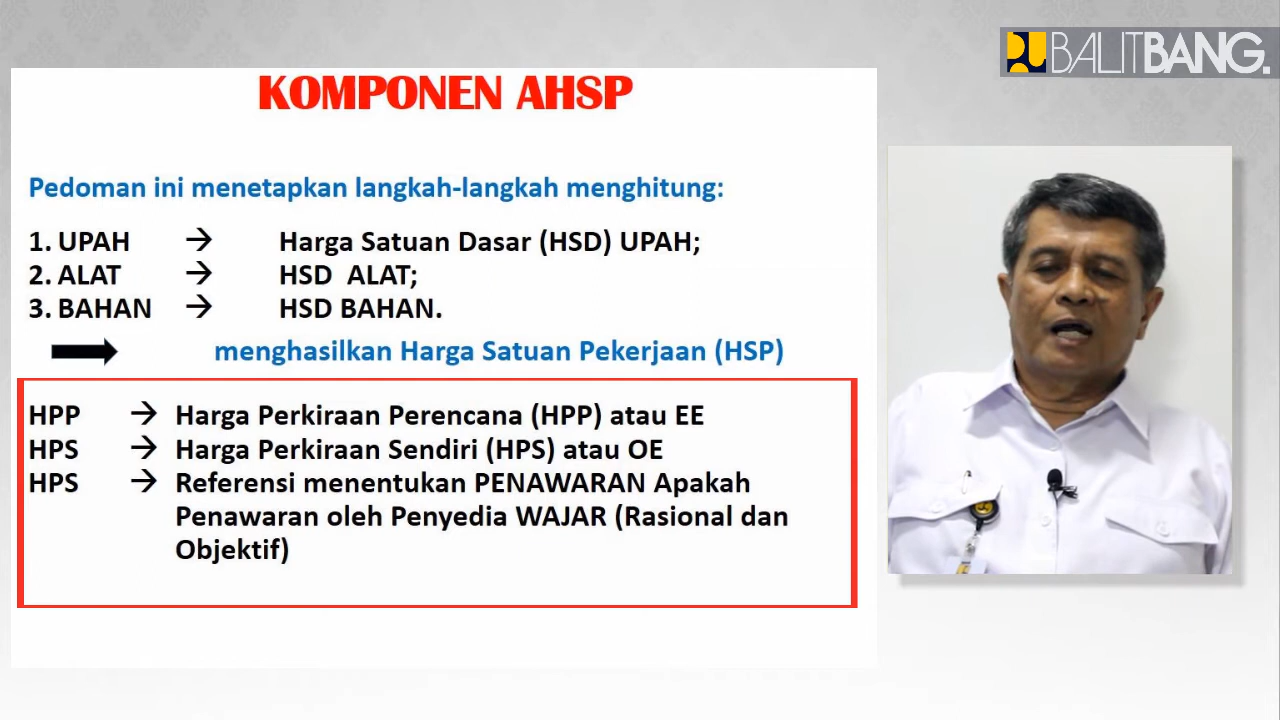 BALITBANG.
KOMPONEN AHSP
Pedoman ini menetapkan langkah-langkah menghitung:
1. UPAH → Harga Satuan Dasar (HSD) UPAH;
2. ALAT → HSD ALAT;
3. BAHAN → HSD BAHAN.
menghasilkan Harga Satuan Pekerjaan (HSP)
HPP → Harga Perkiraan Perencana (HPP) atau EE
HPS → Harga Perkiraan Sendiri (HPS) atau OE
HPS → Referensi menentukan PENAWARAN Apakah
Penawaran oleh Penyedia WAJAR (Rasional dan
Objektif)